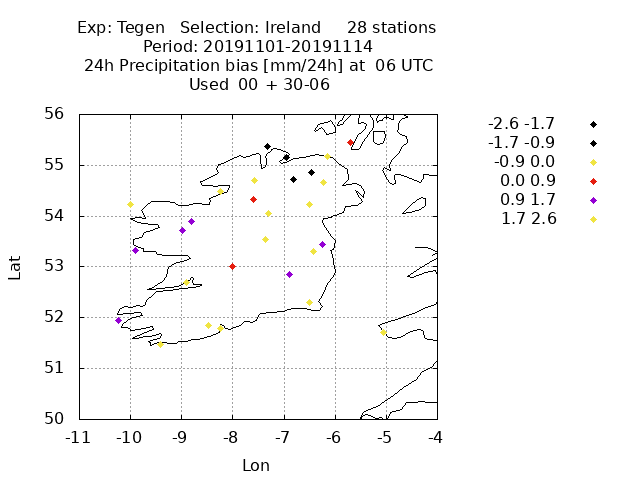 Exp: Tegen   Selection: Ireland     28 stations
Period: 20191101-20191114
24h Precipitation bias [mm/24h] at  06 UTC
Used  00  + 30-06
-2.6 -1.7
-1.7 -0.9
-0.9 0.0
0.0 0.9
0.9 1.7
1.7 2.6
56
55
54
53
52
51
50
Lat
-11 -10 -9 -8 -7 -6 -5 -4
Lon